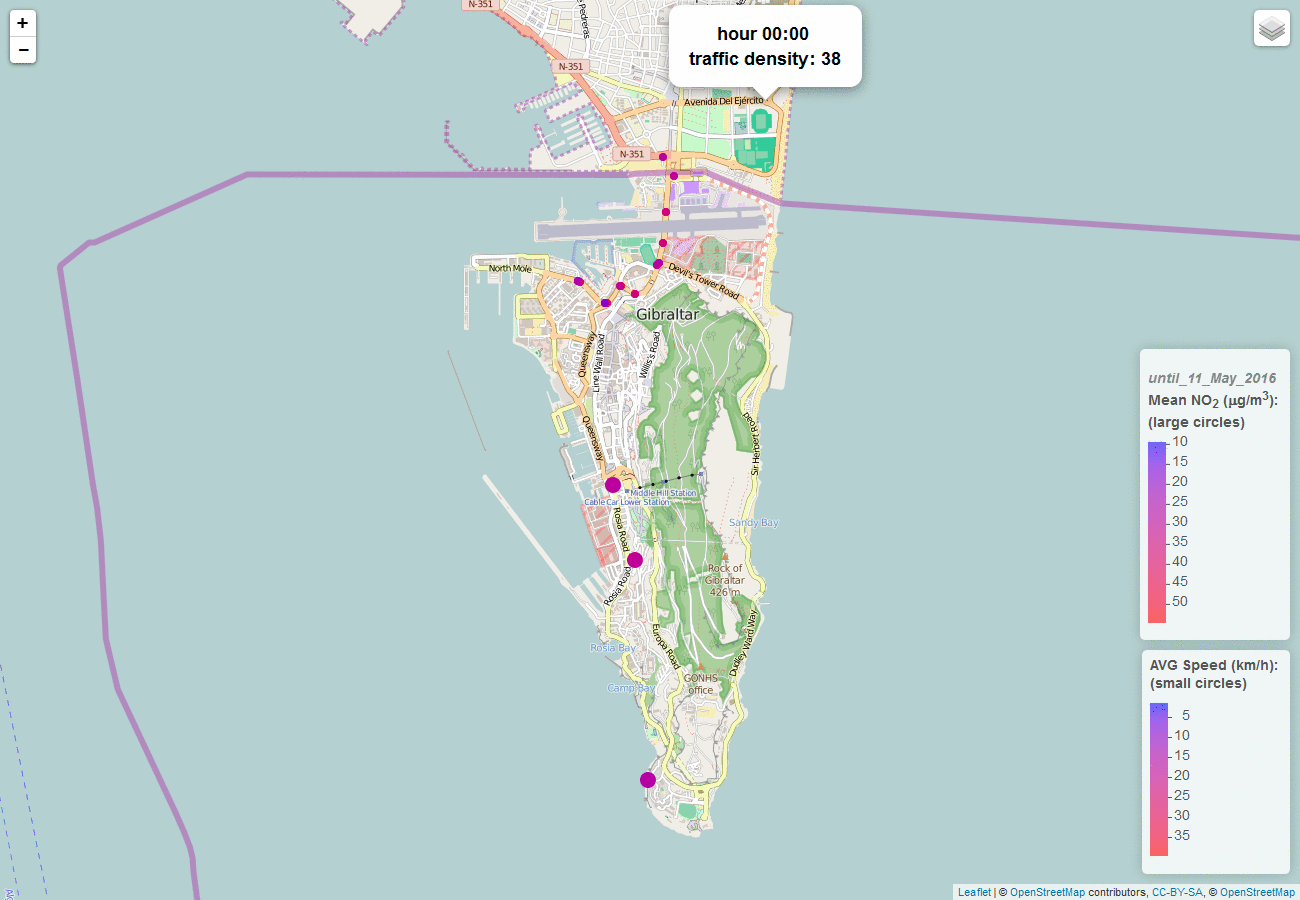 +
−
N-351
Pedreras
hour 00:00
traffic density: 38
N-351
Avenida Del Ejército
N-351
North Mole
Devil's Tower Road
Gibraltar
Queensway
Line Wall Road
Willis's Road
until_11_May_2016
Mean NO2 (µg/m3):
(large circles)
10
15
20
25
30
35
40
45
50
Queensway
Sir Herbert Road
Middle Hill Station
Cable Car Lower Station
Rosia Road
Sandy Bay
Rock of
Gibraltar
426 m
Rosia Road
Europa Road
Dudley Ward Way
Rosia Bay
Camp Bay
GONHS
office
AVG Speed (km/h):
(small circles)
5
10
15
20
25
30
35
Leaflet | © OpenStreetMap contributors, CC-BY-SA, © OpenStreetMap